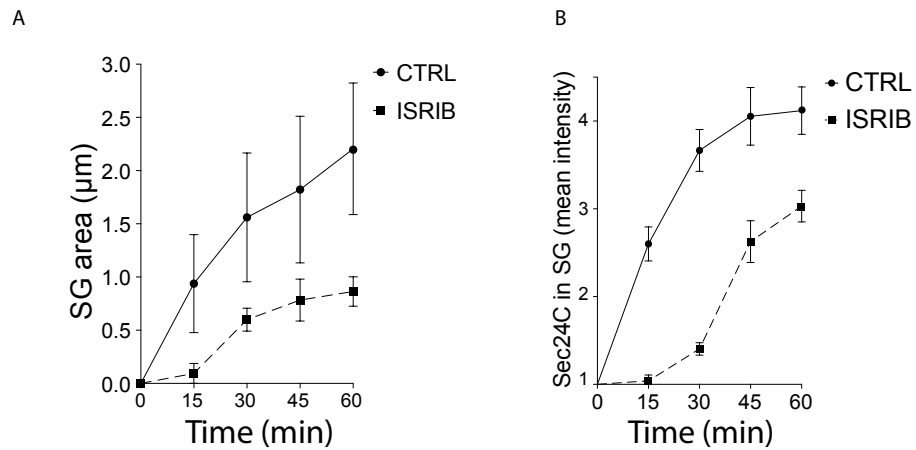 A
SG area (μm)
3.0
2.5
2.0
1.5
1.0
0.5
0.0
0 15 30 45 60
Time (min)
CTRL
ISRIB
B
Sec24C in SG (mean intensity)
4
3
2
1
0 15 30 45 60
Time (min)
CTRL
ISRIB